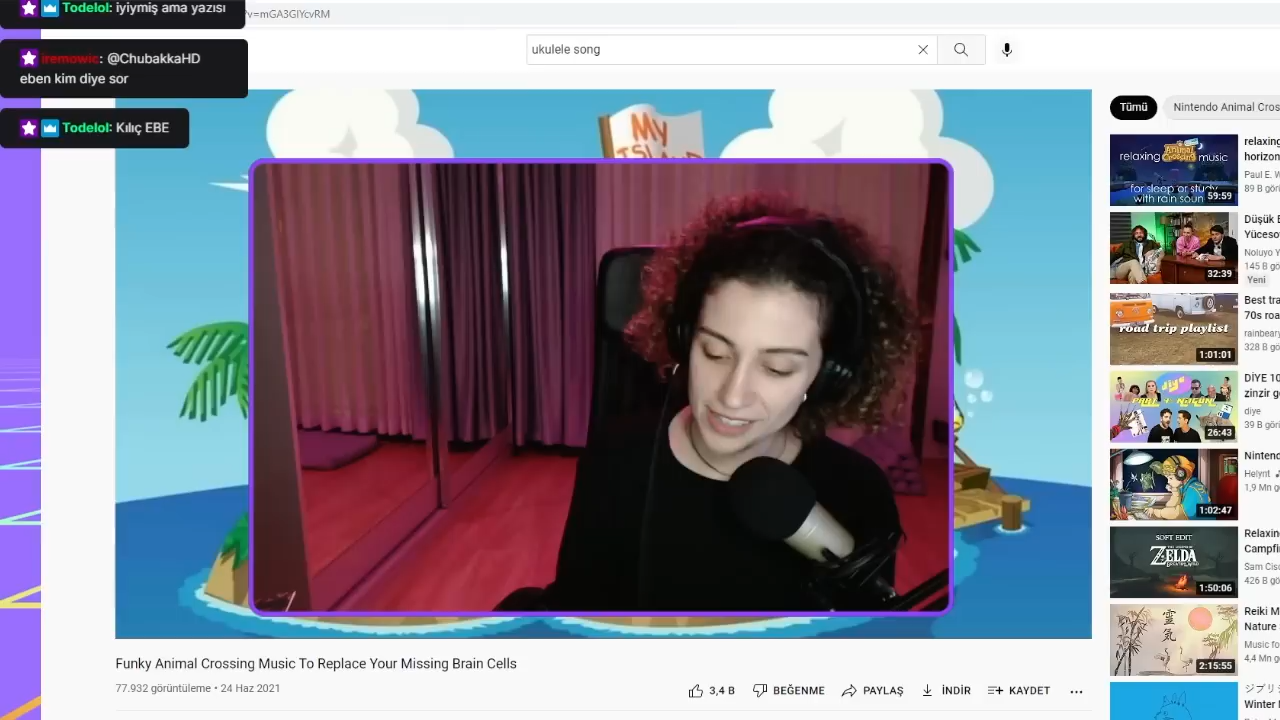 Todelol: iyiymiş ama yazısı
iremowic: @ChubakkaHD
eben kim diye sor
Todelol: Kılıç EBE
?v=mGA3GlYcvRM
ukulele song
MY
ISLAND
Funky Animal Crossing Music To Replace Your Missing Brain Cells
77.932 görüntüleme • 24 Haz 2021
3,4 B
BEĞENME
PAYLAŞ
İNDİR
KAYDET
Tümü
Nintendo Animal Cros
relaxing Animal Crossing music
for sleep or study
with rain soun
59:59
relaxing
horizon
Paul E. W
89 B görü
32:39
Düşük B
Yücesoy
Noluyo Y
145 B gö
Yeni
road trip playlist
1:01:01
Best tra
70s roa
rainbeary
328 B gö
diye
26:43
DİYE 10
zinzir go
diye
39 B görü
1:02:47
Nintend
Helynt
1,9 Mn g
SOFT EDIT
ZELDA
1:50:06
Relaxin
Campfir
Sam Cisc
426 B gö
2:15:55
Reiki M
Nature
Music fo
4,4 Mn g
ジブリ
Winter